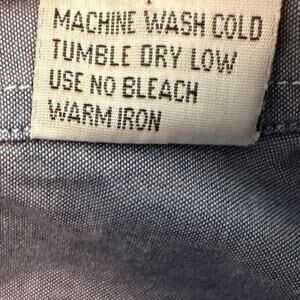 MACHINE WASH COLD
TUMBLE DRY LOW
USE NO BLEACH
WARM IRON